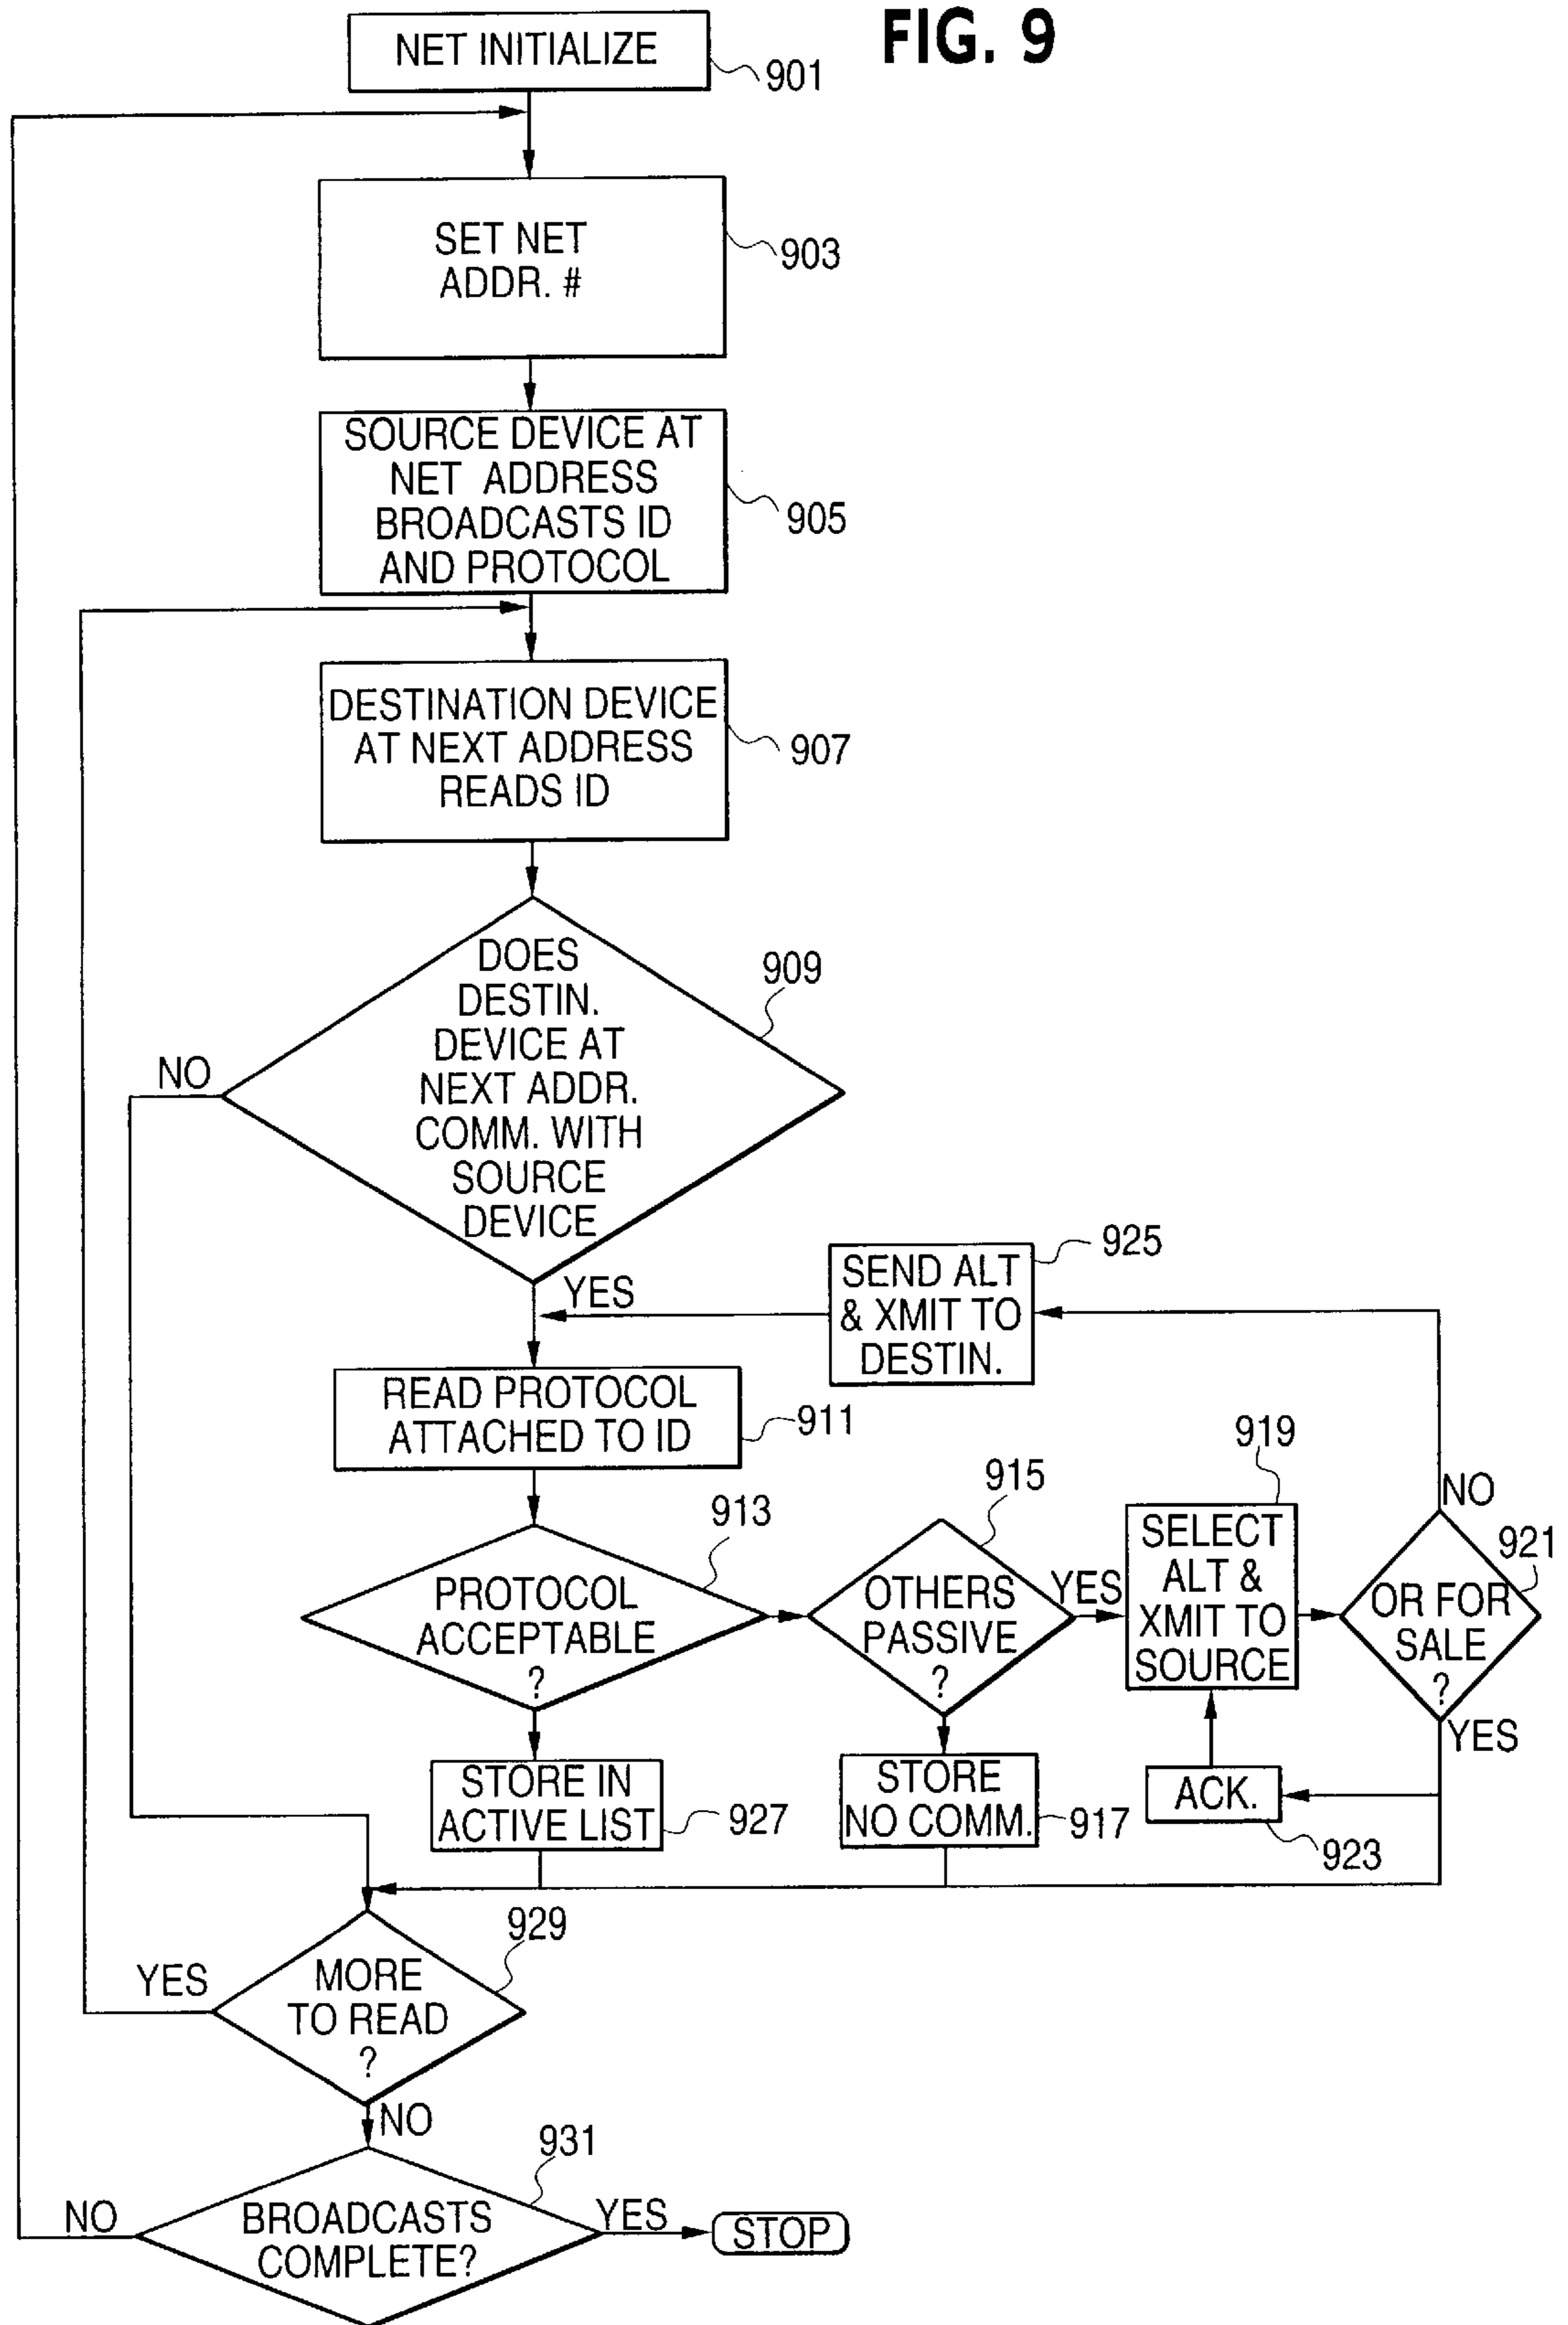 FIG. 9
NET INITIALIZE
901
SET NET
ADDR. #
903
SOURCE DEVICE AT
NET ADDRESS
BROADCASTS ID
AND PROTOCOL
905
DESTINATION DEVICE
AT NEXT ADDRESS
READS ID
907
DOES
DESTIN.
DEVICE AT
NEXT ADDR.
COMM. WITH
SOURCE
DEVICE
909
NO
YES
SEND ALT
& XMIT TO
DESTIN.
925
READ PROTOCOL
ATTACHED TO ID
911
PROTOCOL
ACCEPTABLE
?
913
OTHERS
PASSIVE
?
915
YES
SELECT
ALT &
XMIT TO
SOURCE
919
OR FOR
SALE
?
921
NO
YES
STORE IN
ACTIVE LIST
927
STORE
NO COMM.
917
ACK.
923
MORE
TO READ
?
929
YES
NO
BROADCASTS
COMPLETE?
931
NO
YES
STOP